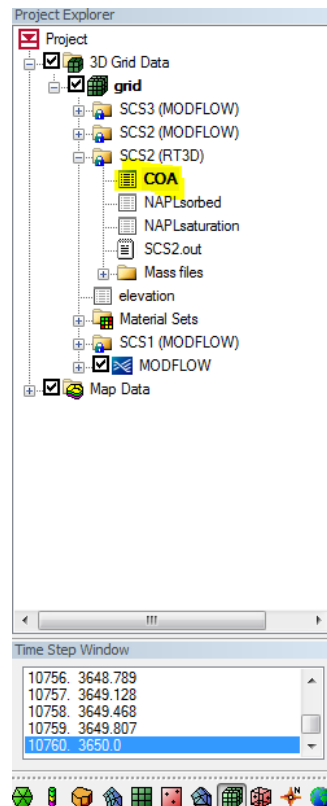 Project Explorer
Project
3D Grid Data
grid
SCS3 (MODFLOW)
SCS2 (MODFLOW)
SCS2 (RT3D)
COA
NAPLsorbed
NAPLsaturation
SCS2.out
Mass files
elevation
Material Sets
SCS1 (MODFLOW)
MODFLOW
Map Data
Time Step Window
10756. 3648.789
10757. 3649.128
10758. 3649.468
10759. 3649.807
10760. 3650.0